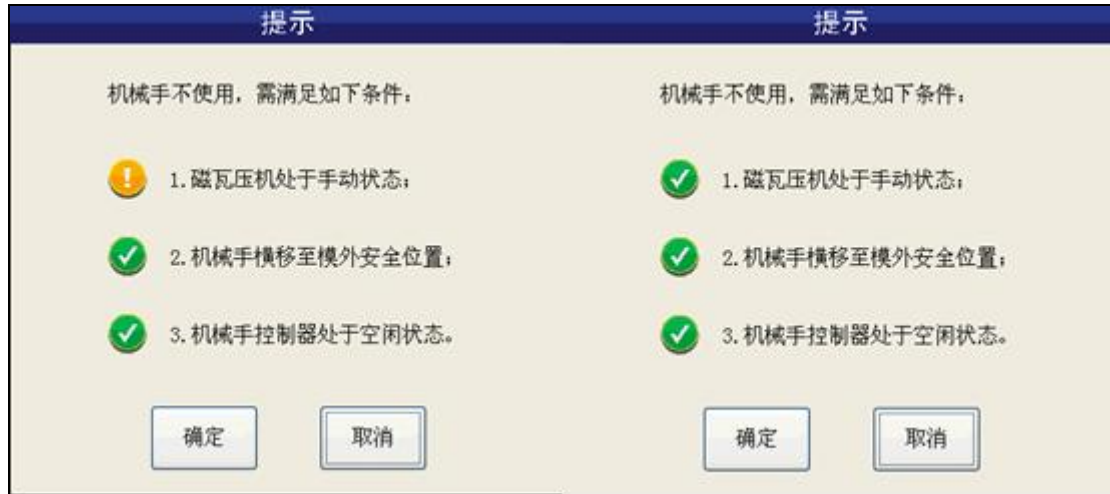 提示
机械手不使用，需满足如下条件：
1.磁瓦压机处于手动状态；
2.机械手横移至模外安全位置；
3.机械手控制器处于空闲状态。
确定
取消
提示
机械手不使用，需满足如下条件：
1.磁瓦压机处于手动状态；
2.机械手横移至模外安全位置；
3.机械手控制器处于空闲状态。
确定
取消